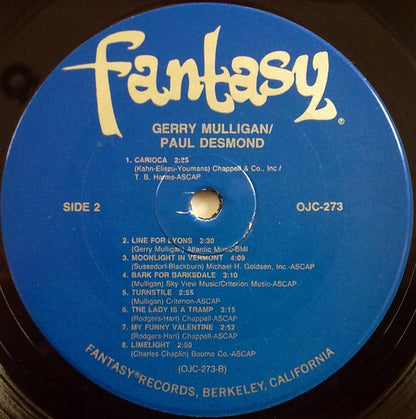 fantasy®
GERRY MULLIGAN/
PAUL DESMOND
1. CARIOCA 2:25
(Kahn-Eliscu-Youmans) Chappell & Co., Inc /
T. B. Harms-ASCAP
SIDE 2
OJC-273
2. LINE FOR LYONS 2:30
(Gerry Mulligan) Atlantic Music-BMI
3. MOONLIGHT IN VERMONT 4:09
(Sussedorf-Blackburn) Michael H. Goldsen, Inc.-ASCAP
4. BARK FOR BARKSDALE 3:10
(Mulligan) Sky View Music/Criterion Music-ASCAP
5. TURNSTILE 2:55
(Mulligan) Criterion-ASCAP
6. THE LADY IS A TRAMP 3:15
(Rodgers-Hart) Chappell-ASCAP
7. MY FUNNY VALENTINE 2:52
(Rodgers-Hart) Chappell-ASCAP
8. LIMELIGHT 2:50
(Charles Chaplin) Bourne Co.-ASCAP
(OJC-273-B)
FANTASY® RECORDS, BERKELEY, CALIFORNIA